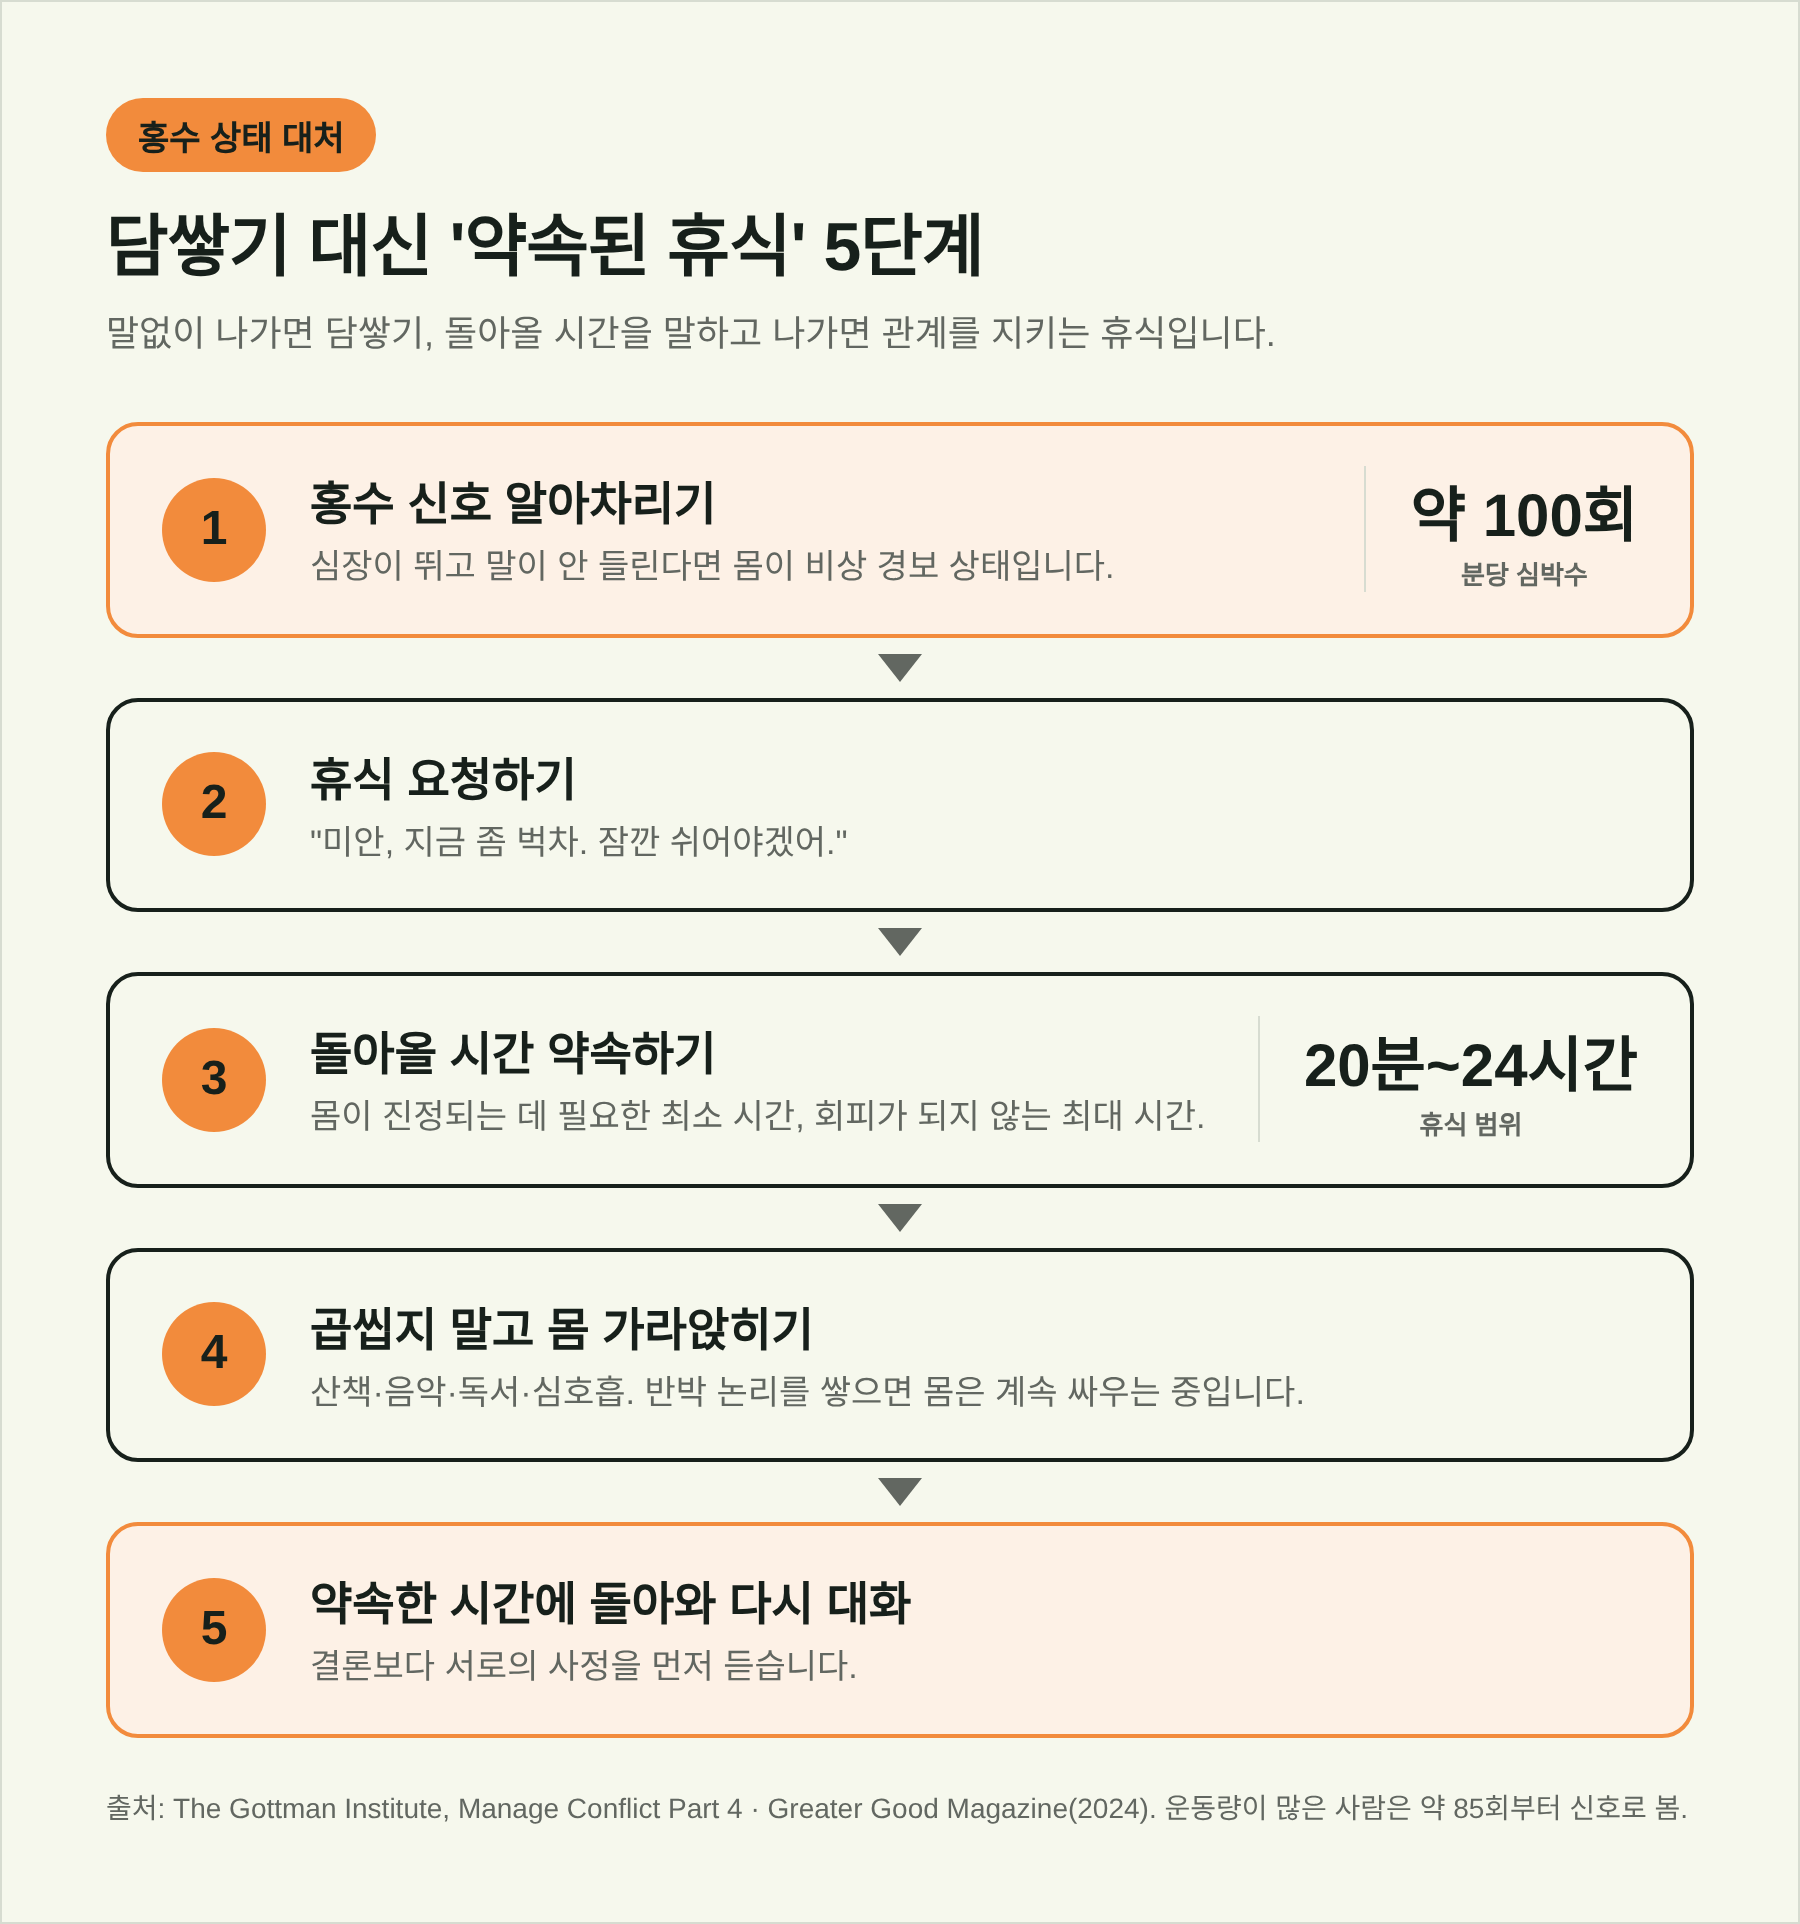 홍수 상태 대처
담쌓기 대신 '약속된 휴식' 5단계
말없이 나가면 담쌓기, 돌아올 시간을 말하고 나가면 관계를 지키는 휴식입니다.
1
홍수 신호 알아차리기
심장이 뛰고 말이 안 들린다면 몸이 비상 경보 상태입니다.
약 100회
분당 심박수
2
휴식 요청하기
"미안, 지금 좀 벅차. 잠깐 쉬어야겠어."
3
돌아올 시간 약속하기
몸이 진정되는 데 필요한 최소 시간, 회피가 되지 않는 최대 시간.
20분~24시간
휴식 범위
4
곱씹지 말고 몸 가라앉히기
산책·음악·독서·심호흡. 반박 논리를 쌓으면 몸은 계속 싸우는 중입니다.
5
약속한 시간에 돌아와 다시 대화
결론보다 서로의 사정을 먼저 듣습니다.
출처: The Gottman Institute, Manage Conflict Part 4 · Greater Good Magazine(2024). 운동량이 많은 사람은 약 85회부터 신호로 봄.